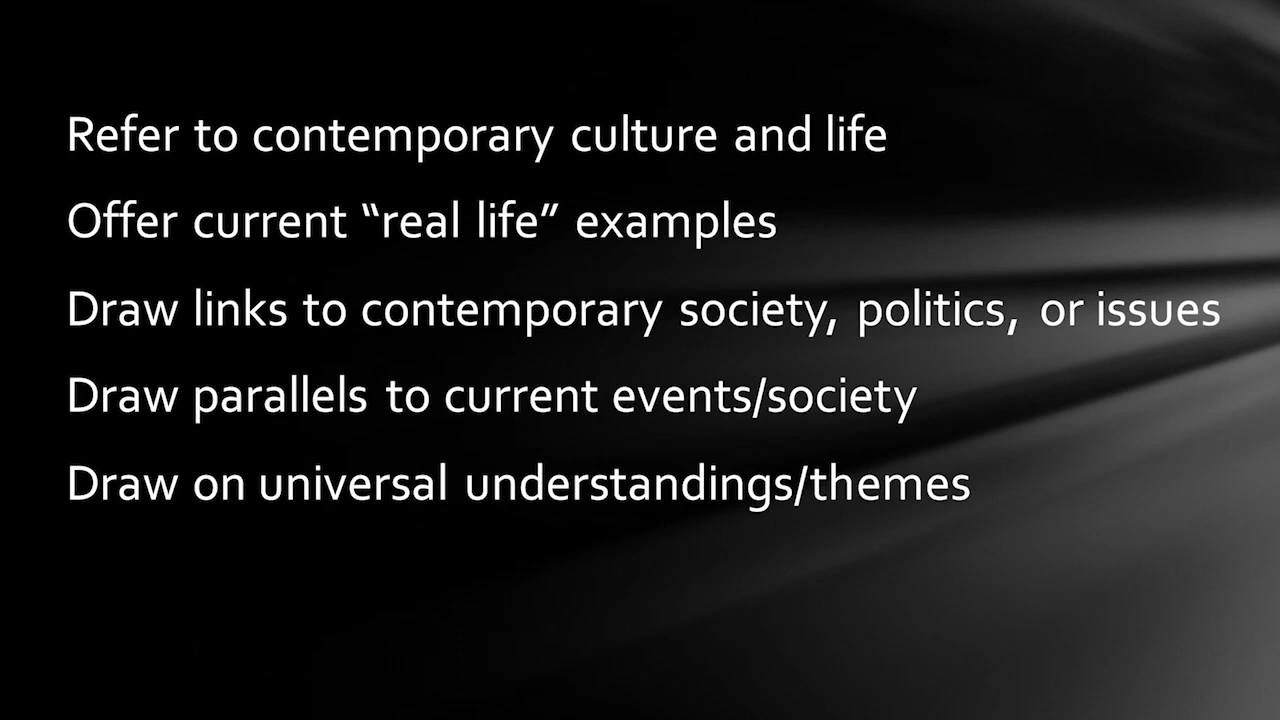 Refer to contemporary culture and life
Offer current “real life” examples
Draw links to contemporary society, politics, or issues
Draw parallels to current events/society
Draw on universal understandings/themes